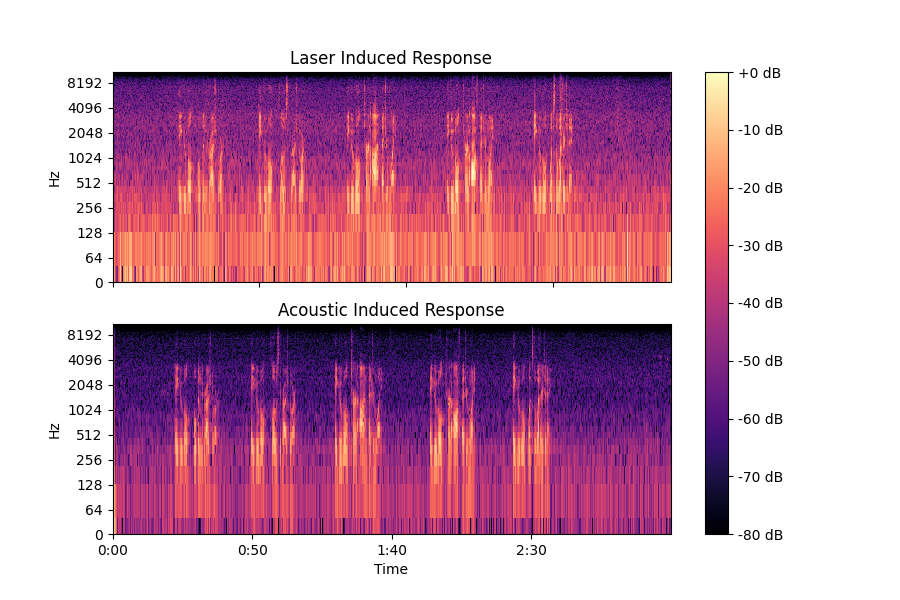 Laser Induced Response
8192
4096
2048
1024
512
256
128
64
0
Hz
Acoustic Induced Response
8192
4096
2048
1024
512
256
128
64
0
Hz
0:00 0:50 1:40 2:30
Time
+0 dB
-10 dB
-20 dB
-30 dB
-40 dB
-50 dB
-60 dB
-70 dB
-80 dB